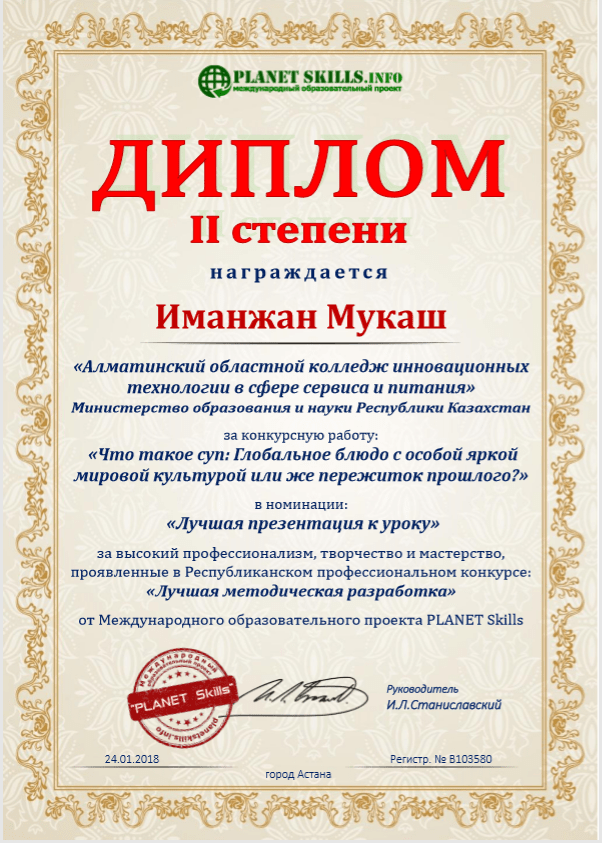 PLANET SKILLS.INFO
международный образовательный проект
ДИПЛОМ
II степени
награждается
Иманжан Мукаш
«Алматинский областной колледж инновационных
технологии в сфере сервиса и питания»
Министерство образования и науки Республики Казахстан
за конкурсную работу:
«Что такое суп: Глобальное блюдо с особой яркой
мировой культурой или же пережиток прошлого?»
в номинации:
«Лучшая презентация к уроку»
за высокий профессионализм, творчество и мастерство,
проявленные в Республиканском профессиональном конкурсе:
«Лучшая методическая разработка»
от Международного образовательного проекта PLANET Skills
Международный
образовательный проект
"PLANET Skills"
planetskills.info
Руководитель
И.Л.Станиславский
24.01.2018
Регистр. № В103580
город Астана